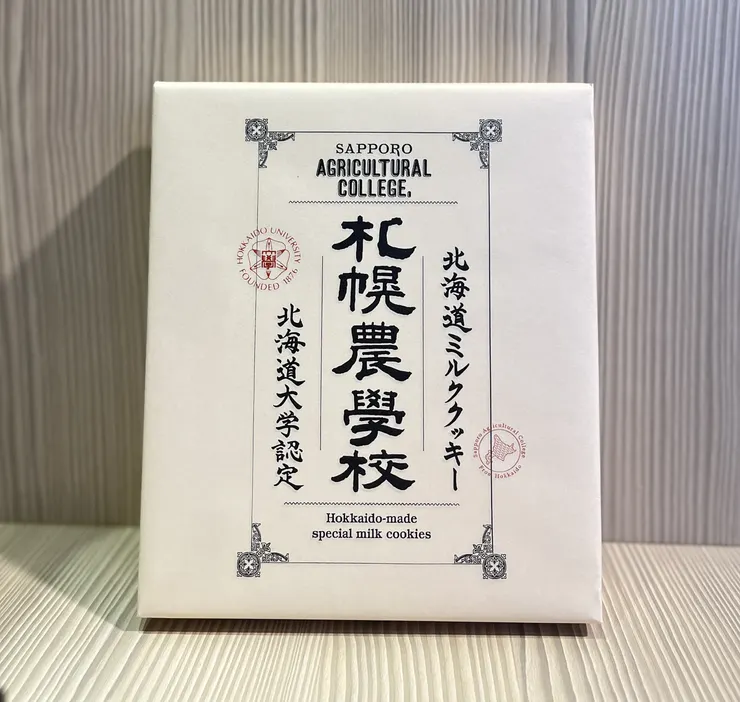 SAPPORO
AGRICULTURAL
COLLEGE.
札幌農學校
北海道ミルククッキー
北海道大学認定
HOKKAIDO UNIVERSITY
FOUNDED 1876
Sapporo Agricultural College
From Hokkaido
Hokkaido-made
special milk cookies